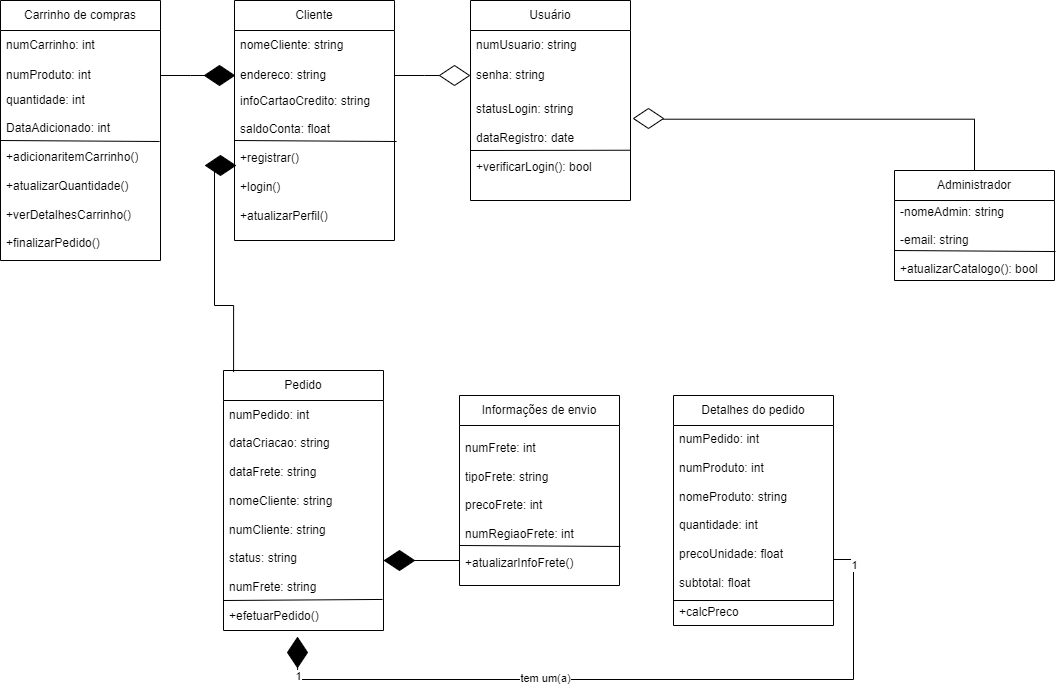 Carrinho de compras
numCarrinho: int
numProduto: int
quantidade: int
DataAdicionado: int
+adicionaritemCarrinho()
+atualizarQuantidade()
+verDetalhesCarrinho()
+finalizarPedido()
Cliente
nomeCliente: string
endereco: string
infoCartaoCredito: string
saldoConta: float
+registrar()
+login()
+atualizarPerfil()
Usuário
numUsuario: string
senha: string
statusLogin: string
dataRegistro: date
+verificarLogin(): bool
Administrador
-nomeAdmin: string
-email: string
+atualizarCatalogo(): bool
Pedido
numPedido: int
dataCriacao: string
dataFrete: string
nomeCliente: string
numCliente: string
status: string
numFrete: string
+efetuarPedido()
Informações de envio
numFrete: int
tipoFrete: string
precoFrete: int
numRegiaoFrete: int
+atualizarInfoFrete()
Detalhes do pedido
numPedido: int
numProduto: int
nomeProduto: string
quantidade: int
precoUnidade: float
subtotal: float
+calcPreco
1
1
tem um(a)